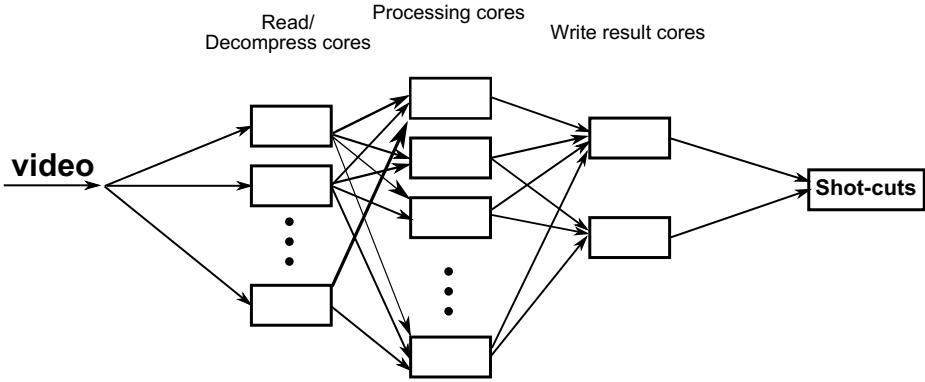 Read/
Decompress cores
Processing cores
Write result cores
video
Shot-cuts